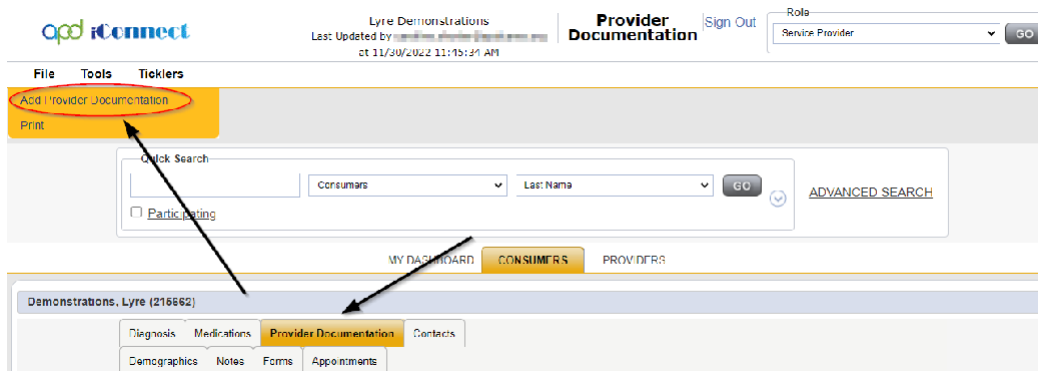 apd iConnect
Lyre Demonstrations
Last Updated by
at 11/30/2022 11:45:34 AM
Provider
Documentation
Sign Out
Role
Service Provider
GO
File Tools Ticklers
Add Provider Documentation
Print
Quick Search
Consumers
Last Name
GO
ADVANCED SEARCH
Participating
MY DASHBOARD CONSUMERS PROVIDERS
Demonstrations, Lyre (215662)
Diagnosis Medications Provider Documentation Contacts
Demographics Notes Forms Appointments